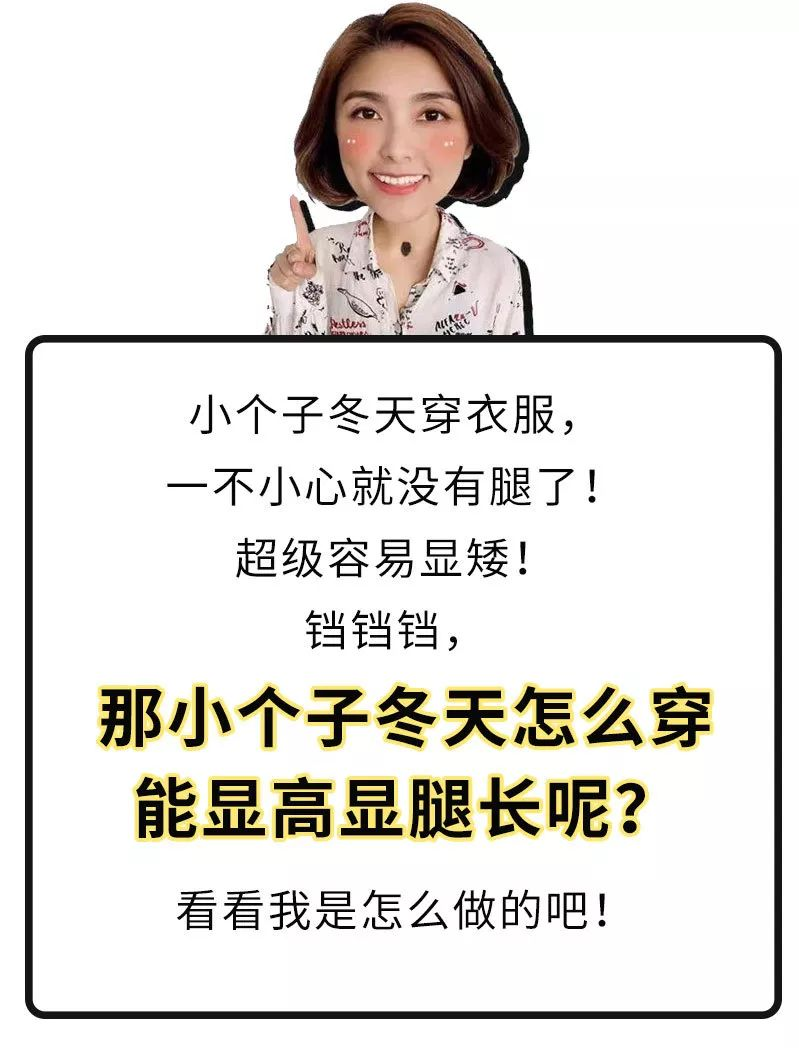 小个子冬天穿衣服，
一不小心就没有腿了！
超级容易显矮！
铛铛铛，
那小个子冬天怎么穿
能显高显腿长呢？
看看我是怎么做的吧！